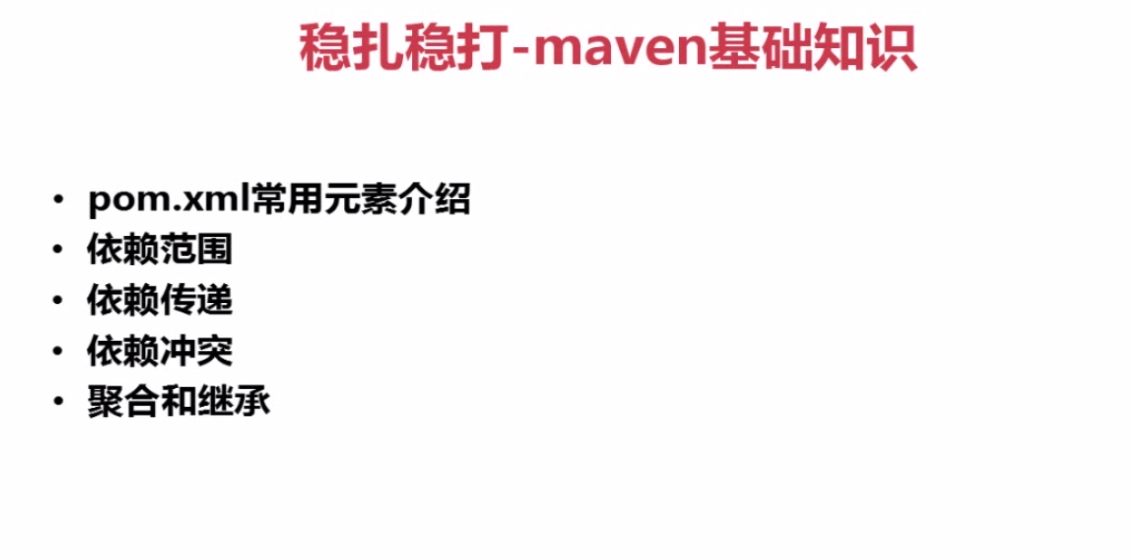 稳扎稳打-maven基础知识
• pom.xml常用元素介绍
• 依赖范围
• 依赖传递
• 依赖冲突
• 聚合和继承